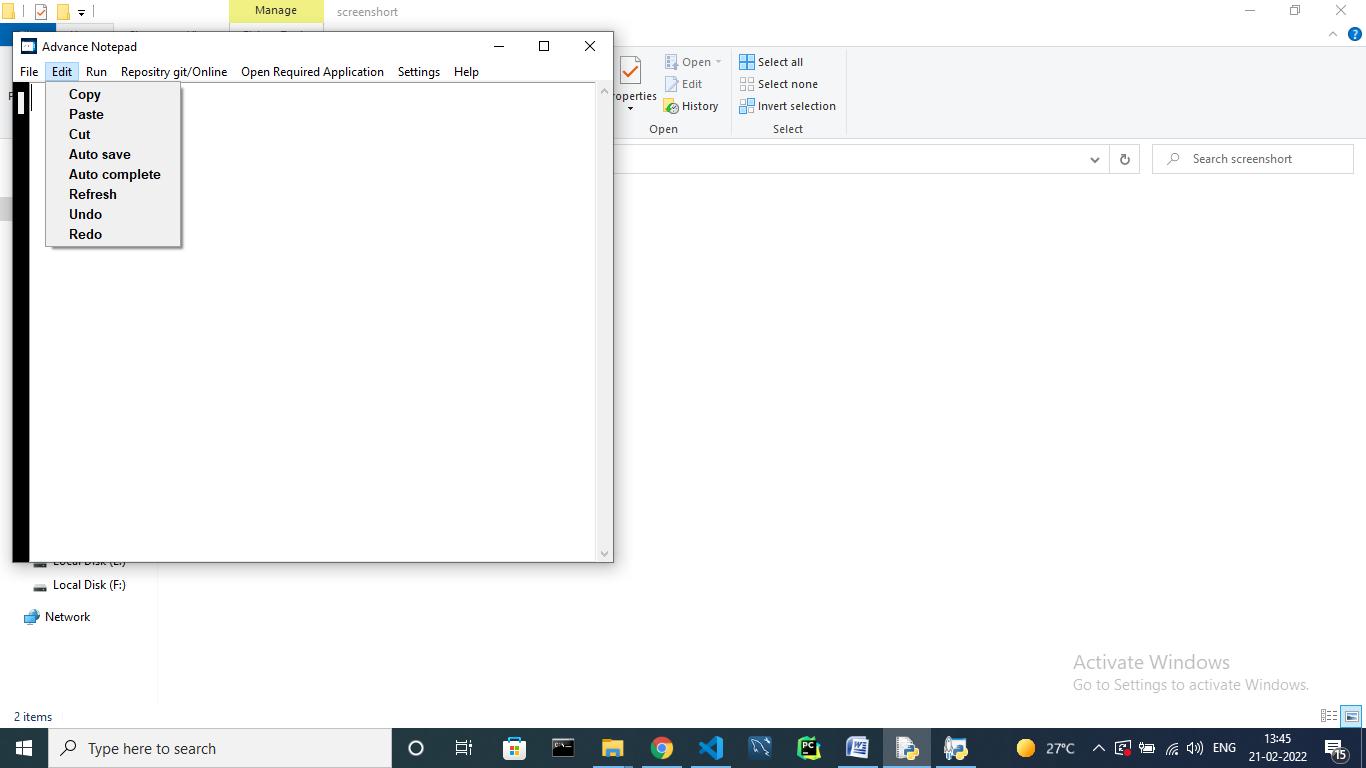 Manage
screenshort
Advance Notepad
File Edit Run Repositry git/Online Open Required Application Settings Help
Copy
Paste
Cut
Auto save
Auto complete
Refresh
Undo
Redo
Open
Edit
History
Open
Select all
Select none
Invert selection
Select
Search screenshort
Local Disk (F:)
Network
Activate Windows
Go to Settings to activate Windows.
2 items
Type here to search
PC
27°C
ENG
13:45
21-02-2022
15